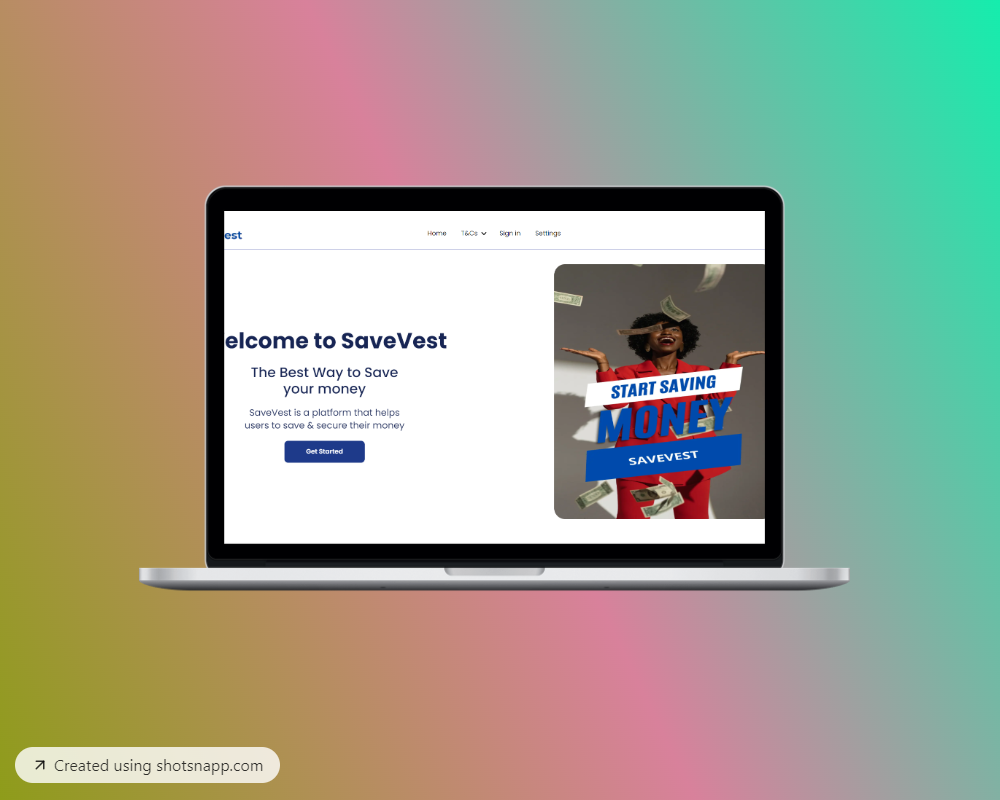 est
Home T&Cs Sign in Settings
elcome to SaveVest
The Best Way to Save
your money
SaveVest is a platform that helps
users to save & secure their money
Get Started
START SAVING
MONEY
SAVEVEST
Created using shotsnapp.com